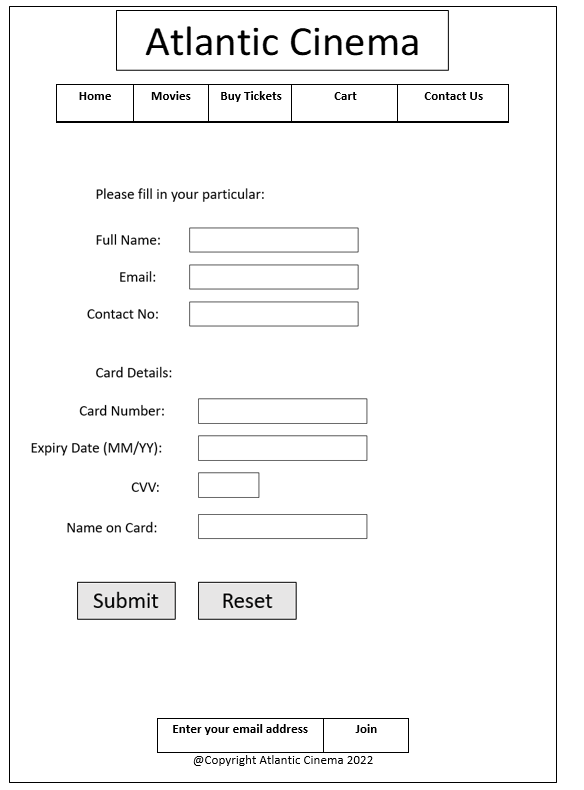 Atlantic Cinema
Home Movies Buy Tickets Cart Contact Us
Please fill in your particular:
Full Name:
Email:
Contact No:
Card Details:
Card Number:
Expiry Date (MM/YY):
CVV:
Name on Card:
Submit Reset
Enter your email address Join
@Copyright Atlantic Cinema 2022